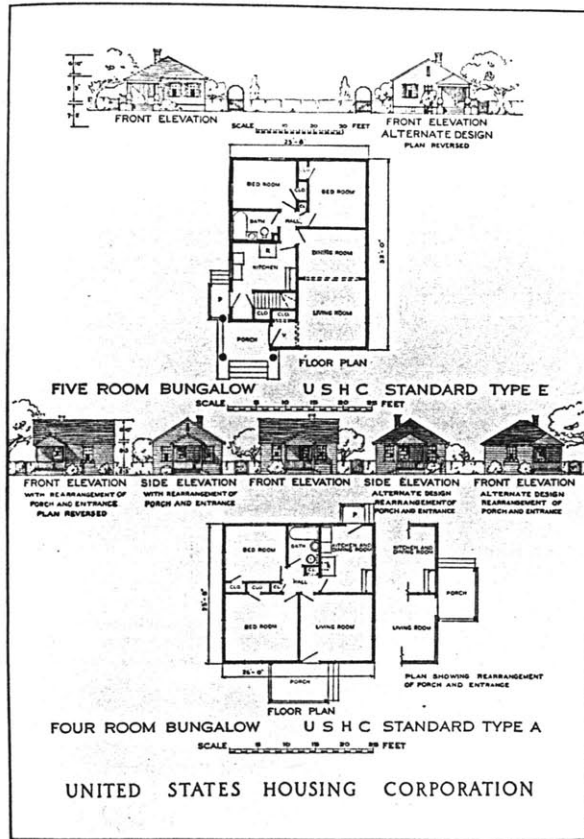 FRONT ELEVATION
SCALE 10 20 30 FEET
FRONT ELEVATION
ALTERNATE DESIGN
PLAN REVERSED
BED ROOM
CLO
BED ROOM
BATH
HALL
R
DINING ROOM
KITCHEN
P
CLO
CLO
LIVING ROOM
PORCH
V
FLOOR PLAN
FIVE ROOM BUNGALOW U S H C STANDARD TYPE E
SCALE 5 10 15 20 25 FEET
FRONT ELEVATION
WITH REARRANGEMENT OF
PORCH AND ENTRANCE
PLAN REVERSED
SIDE ELEVATION
WITH REARRANGEMENT OF
PORCH AND ENTRANCE
FRONT ELEVATION
SIDE ELEVATION
ALTERNATE DESIGN
REARRANGEMENT OF
PORCH AND ENTRANCE
FRONT ELEVATION
ALTERNATE DESIGN
REARRANGEMENT OF
PORCH AND ENTRANCE
P
BED ROOM
BATH
KITCHEN AND
DINING ROOM
HALL
CLO
CLO
BED ROOM
LIVING ROOM
PORCH
KITCHEN AND
DINING ROOM
PORCH
LIVING ROOM
PLAN SHOWING REARRANGEMENT
OF PORCH AND ENTRANCE
FLOOR PLAN
FOUR ROOM BUNGALOW U S H C STANDARD TYPE A
SCALE 5 10 15 20 25 FEET
UNITED STATES HOUSING CORPORATION